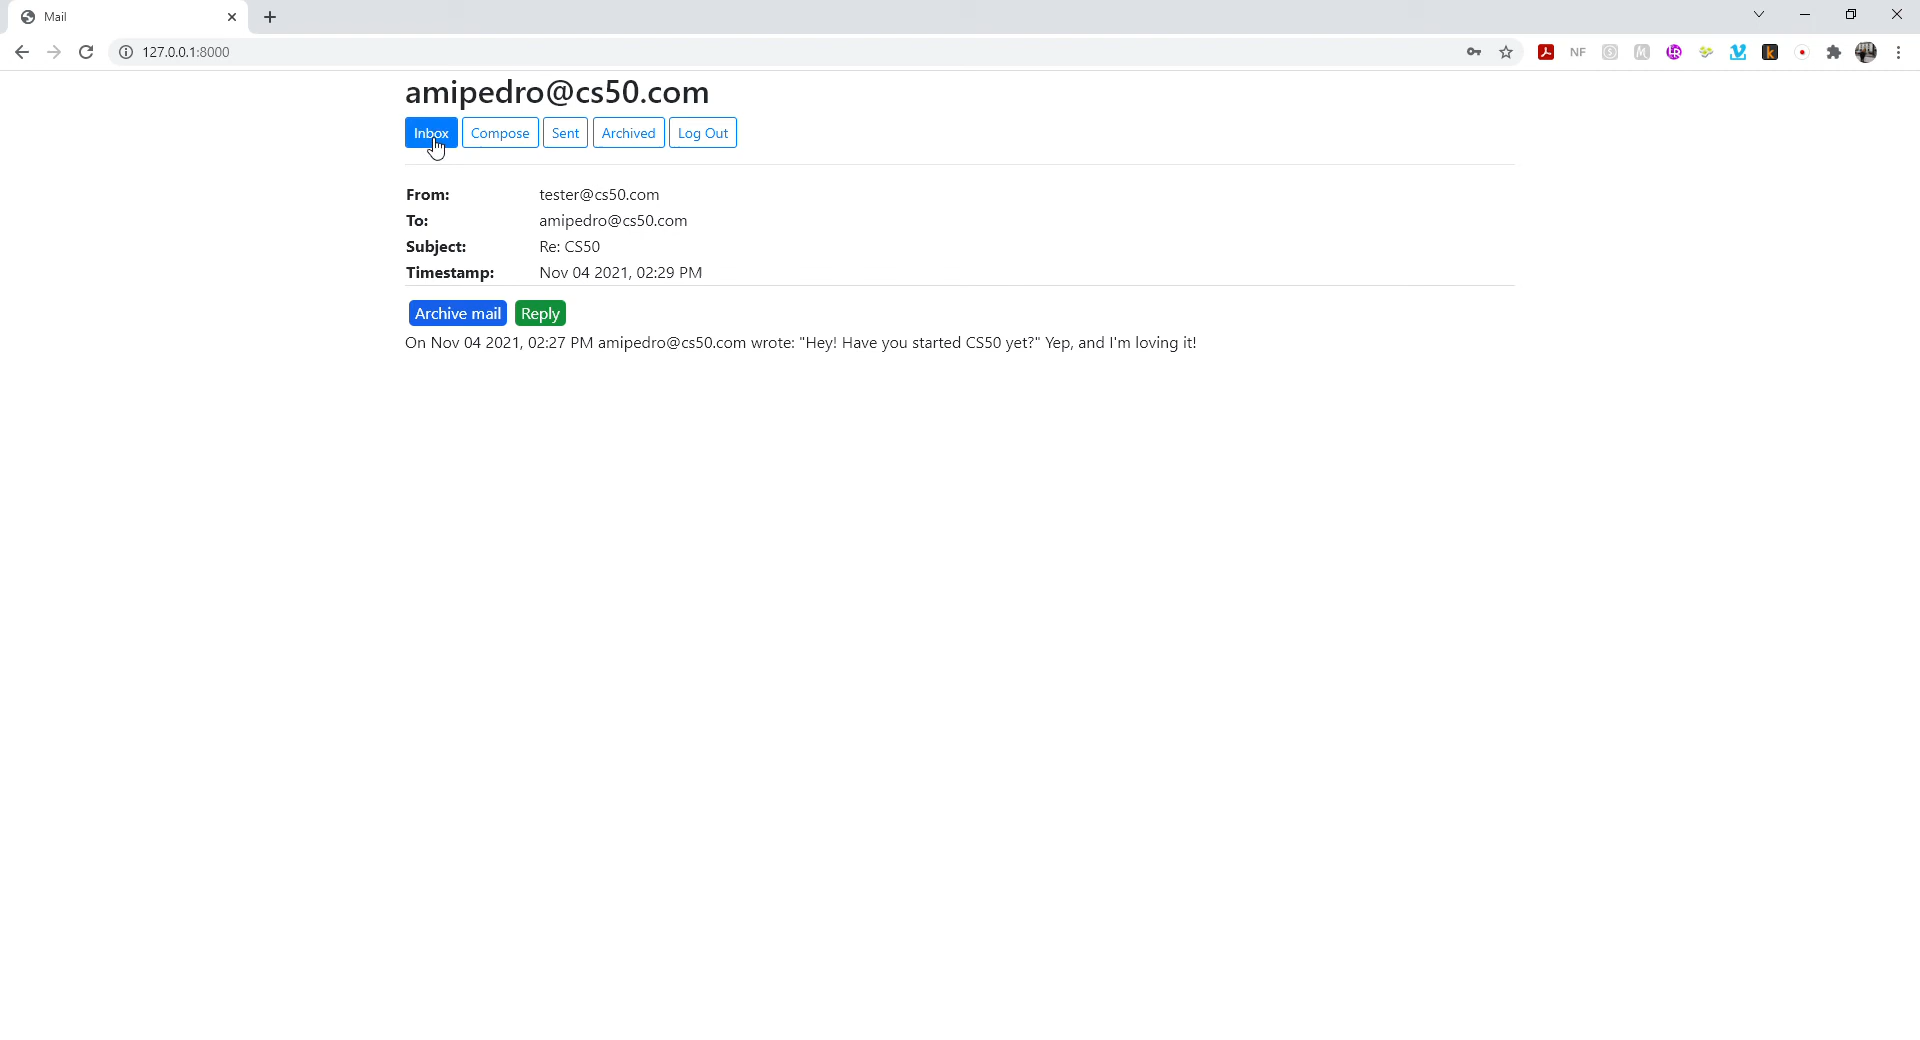 Mail
127.0.0.1:8000
NF
amipedro@cs50.com
Inbox Compose Sent Archived Log Out
From: tester@cs50.com
To: amipedro@cs50.com
Subject: Re: CS50
Timestamp: Nov 04 2021, 02:29 PM
Archive mail Reply
On Nov 04 2021, 02:27 PM amipedro@cs50.com wrote: "Hey! Have you started CS50 yet?" Yep, and I'm loving it!